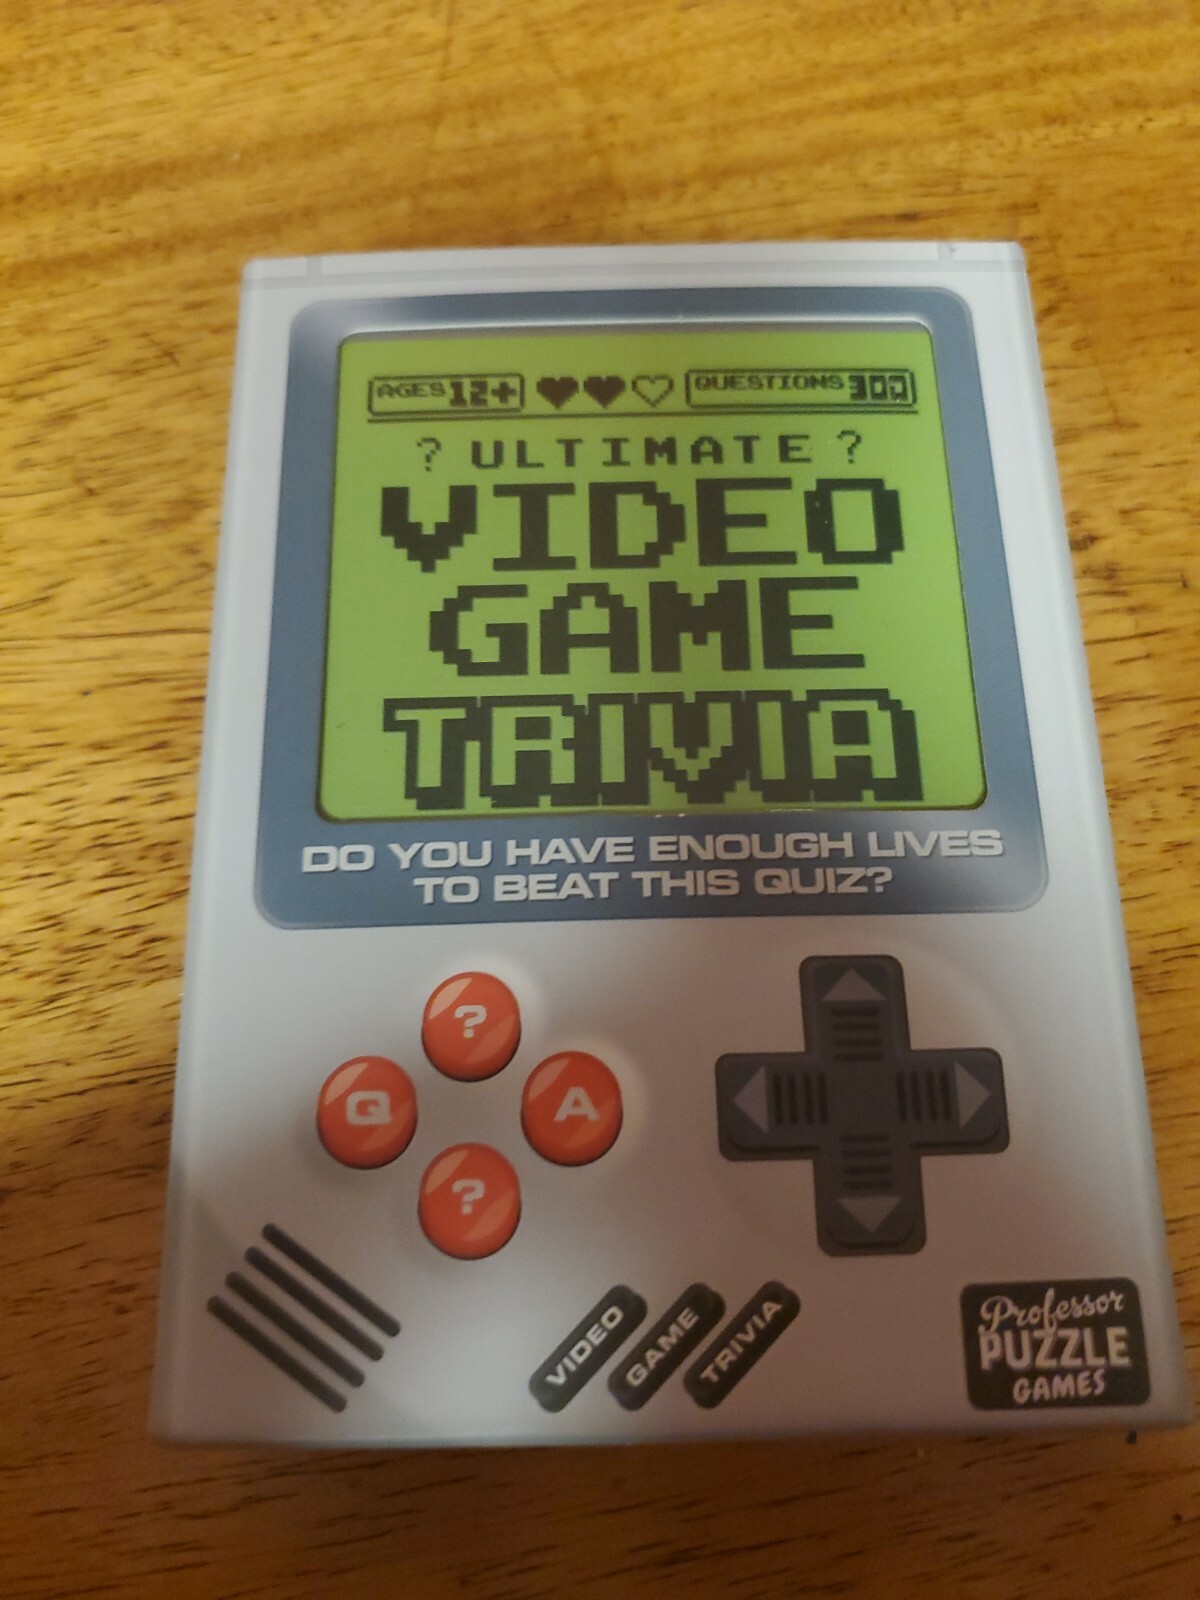 AGES 12+ QUESTIONS 300
? ULTIMATE ?
VIDEO
GAME
TRIVIA
DO YOU HAVE ENOUGH LIVES
TO BEAT THIS QUIZ?
?
Q A
?
VIDEO GAME TRIVIA
Professor
PUZZLE
GAMES